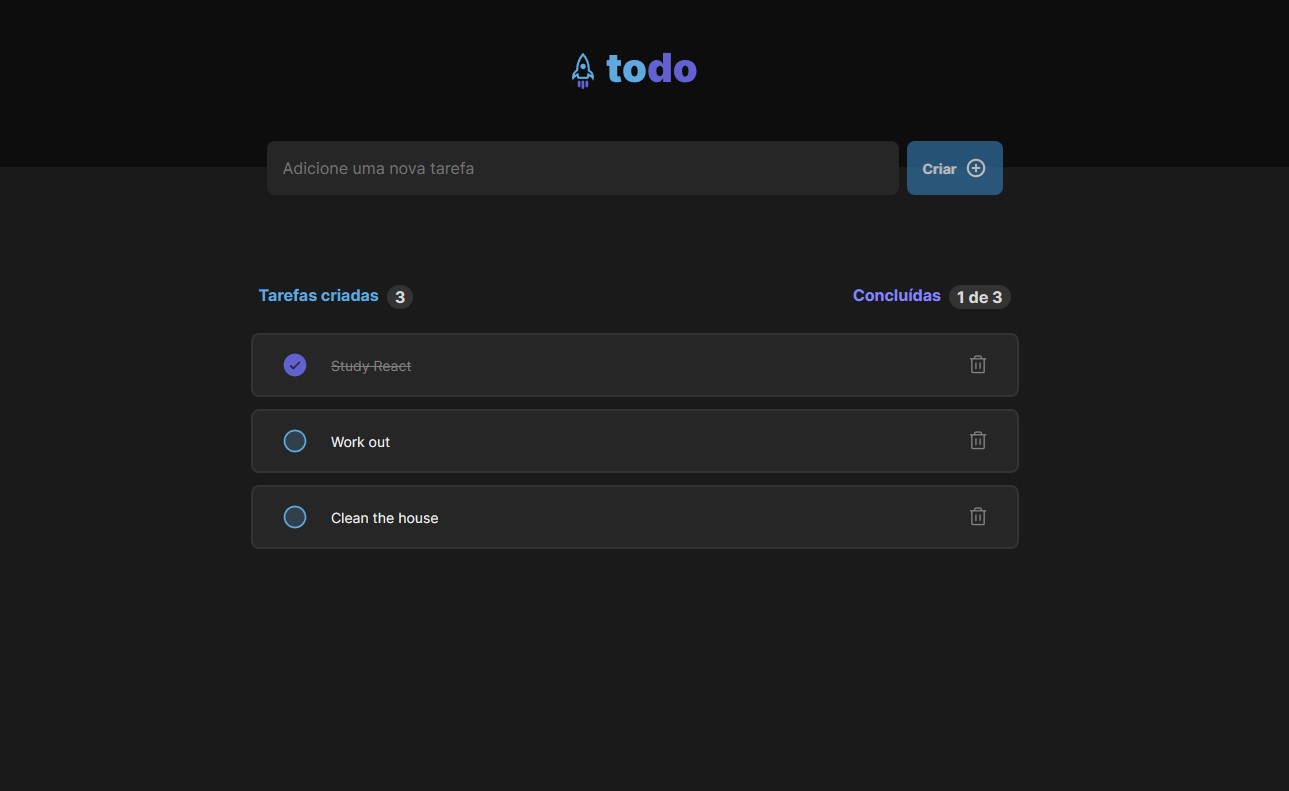 todo
Adicione uma nova tarefa
Criar
Tarefas criadas 3
Concluídas 1 de 3
Study React
Work out
Clean the house